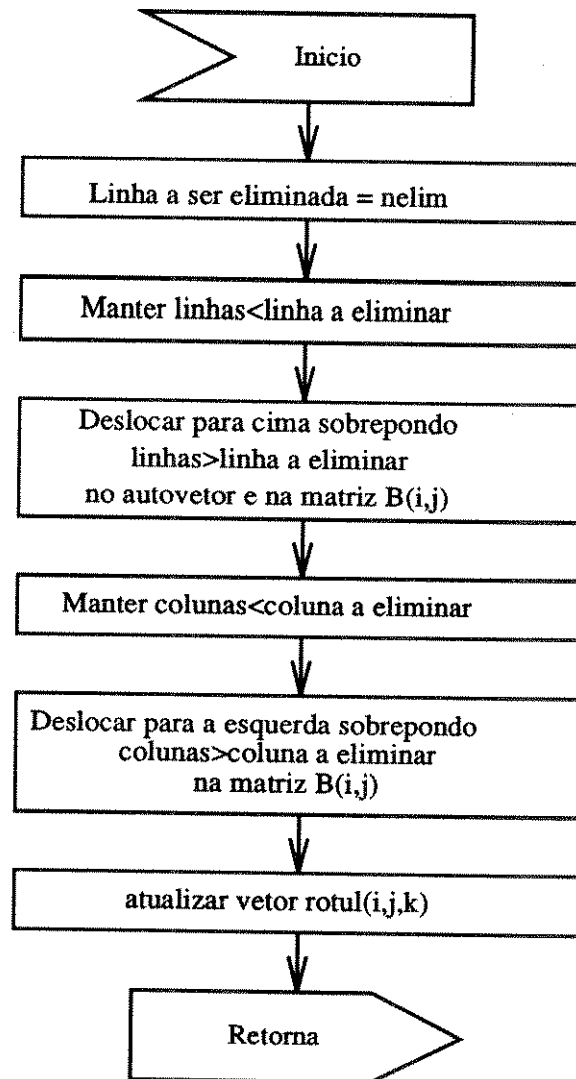 Inicio
Linha a ser eliminada = nelim
Manter linhas<linha a eliminar
Deslocar para cima sobrepondo
linhas>linha a eliminar
no autovetor e na matriz B(i,j)
Manter colunas<coluna a eliminar
Deslocar para a esquerda sobrepondo
colunas>coluna a eliminar
na matriz B(i,j)
atualizar vetor rotul(i,j,k)
Retorna